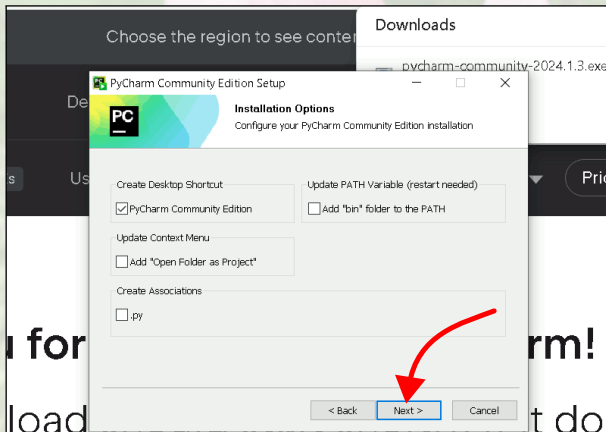 Choose the region to see
Downloads
pycharm-community-2024.1.3.exe
PyCharm Community Edition Setup
PC
Installation Options
Configure your PyCharm Community Edition installation
Create Desktop Shortcut
PyCharm Community Edition
Update PATH Variable (restart needed)
Add "bin" folder to the PATH
Update Context Menu
Add "Open Folder as Project"
Create Associations
.py
for
rm!
< Back
Next >
Cancel
load
do